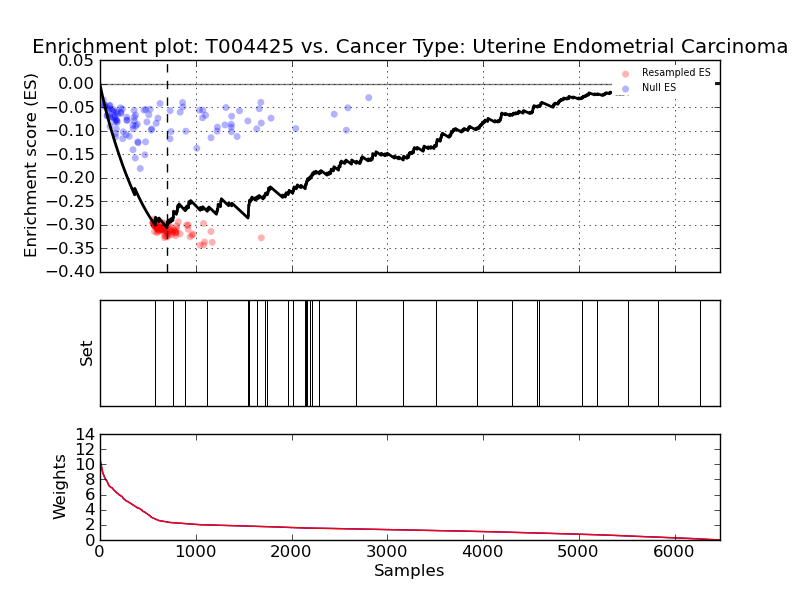 Enrichment plot: T004425 vs. Cancer Type: Uterine Endometrial Carcinoma
Enrichment score (ES)
0.05
0.00
−0.05
−0.10
−0.15
−0.20
−0.25
−0.30
−0.35
−0.40
Resampled ES
Null ES
Set
Weights
14
12
10
8
6
4
2
0
0 1000 2000 3000 4000 5000 6000
Samples